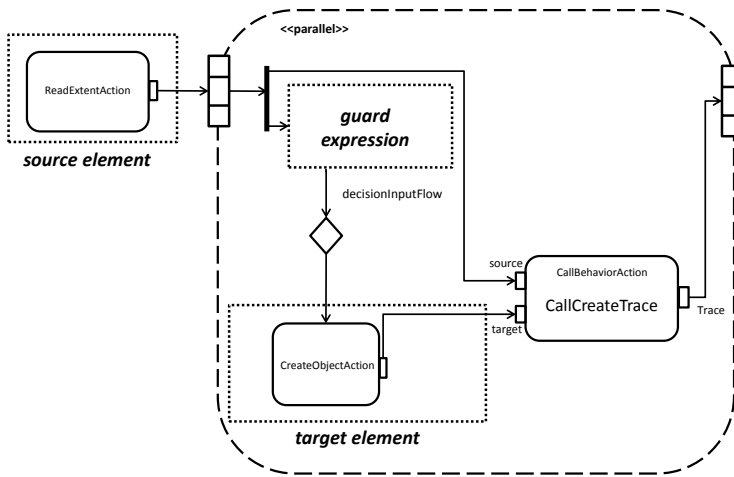 <<parallel>>
ReadExtentAction
source element
guard
expression
decisionInputFlow
source
CallBehaviorAction
CallCreateTrace
target
Trace
CreateObjectAction
target element